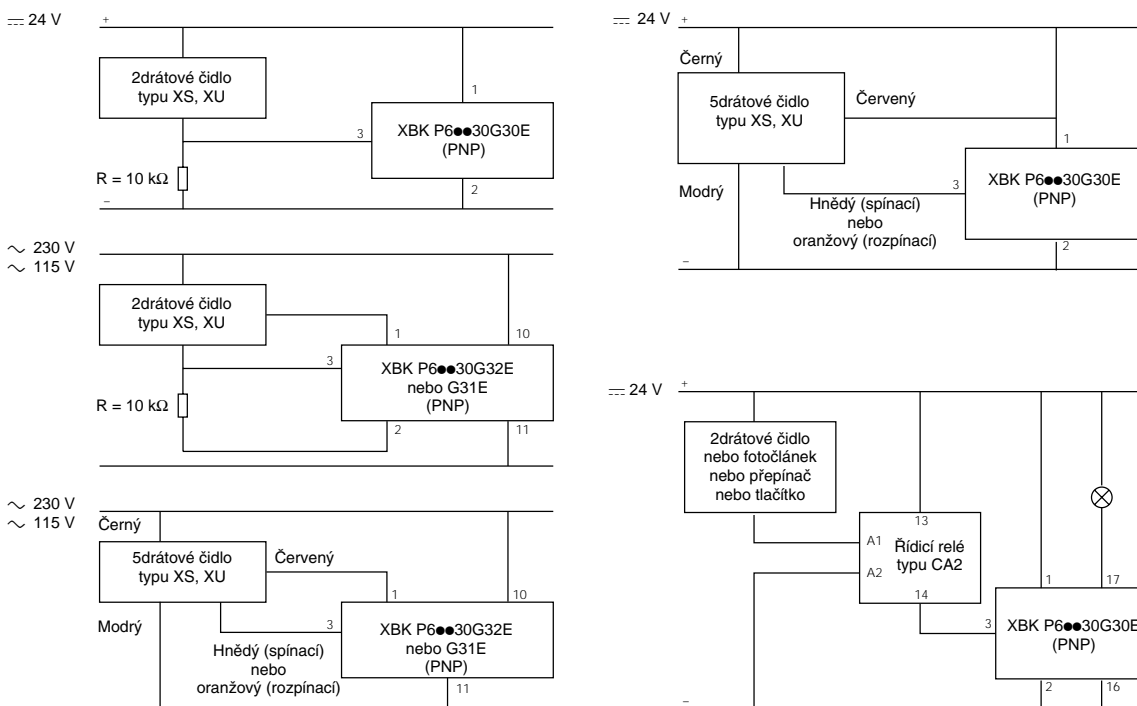 ⎓ 24 V
+
2drátové čidlo
typu XS, XU
1
3
XBK P6●●30G30E
(PNP)
R = 10 kΩ
2
–
∼ 230 V
∼ 115 V
2drátové čidlo
typu XS, XU
1
10
3
XBK P6●●30G32E
nebo G31E
(PNP)
R = 10 kΩ
2
11
∼ 230 V
∼ 115 V
Černý
5drátové čidlo
typu XS, XU
Červený
1
10
Modrý
3
XBK P6●●30G32E
nebo G31E
(PNP)
Hnědý (spínací)
nebo
oranžový (rozpínací)
11
⎓ 24 V
+
Černý
5drátové čidlo
typu XS, XU
Červený
1
Modrý
3
XBK P6●●30G30E
(PNP)
Hnědý (spínací)
nebo
oranžový (rozpínací)
2
–
⎓ 24 V
+
2drátové čidlo
nebo fotočlánek
nebo přepínač
nebo tlačítko
13
A1
Řídicí relé
typu CA2
A2
14
1
17
3
XBK P6●●30G30E
(PNP)
2
16
–